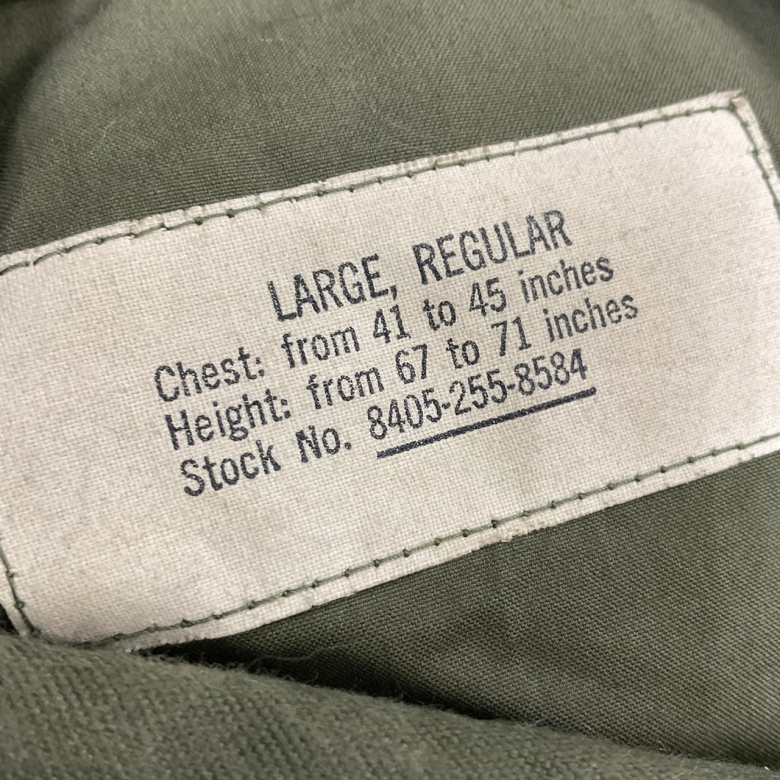 LARGE, REGULAR
Chest: from 41 to 45 inches
Height: from 67 to 71 inches
Stock No. 8405-255-8584